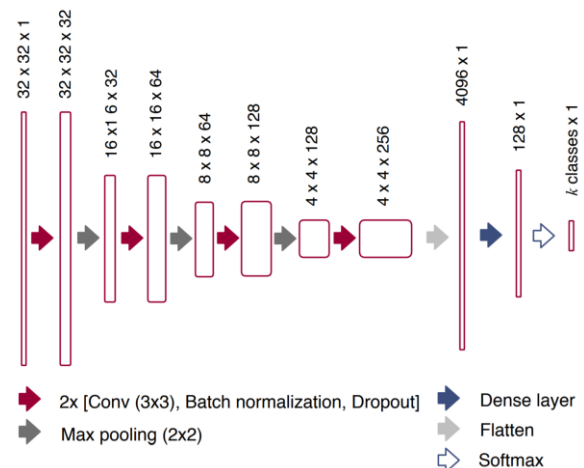 32 x 32 x 1
32 x 32 x 32
16 x1 6 x 32
16 x 16 x 64
8 x 8 x 64
8 x 8 x 128
4 x 4 x 128
4 x 4 x 256
4096 x 1
128 x 1
k classes x 1
2x [Conv (3x3), Batch normalization, Dropout]
Max pooling (2x2)
Dense layer
Flatten
Softmax